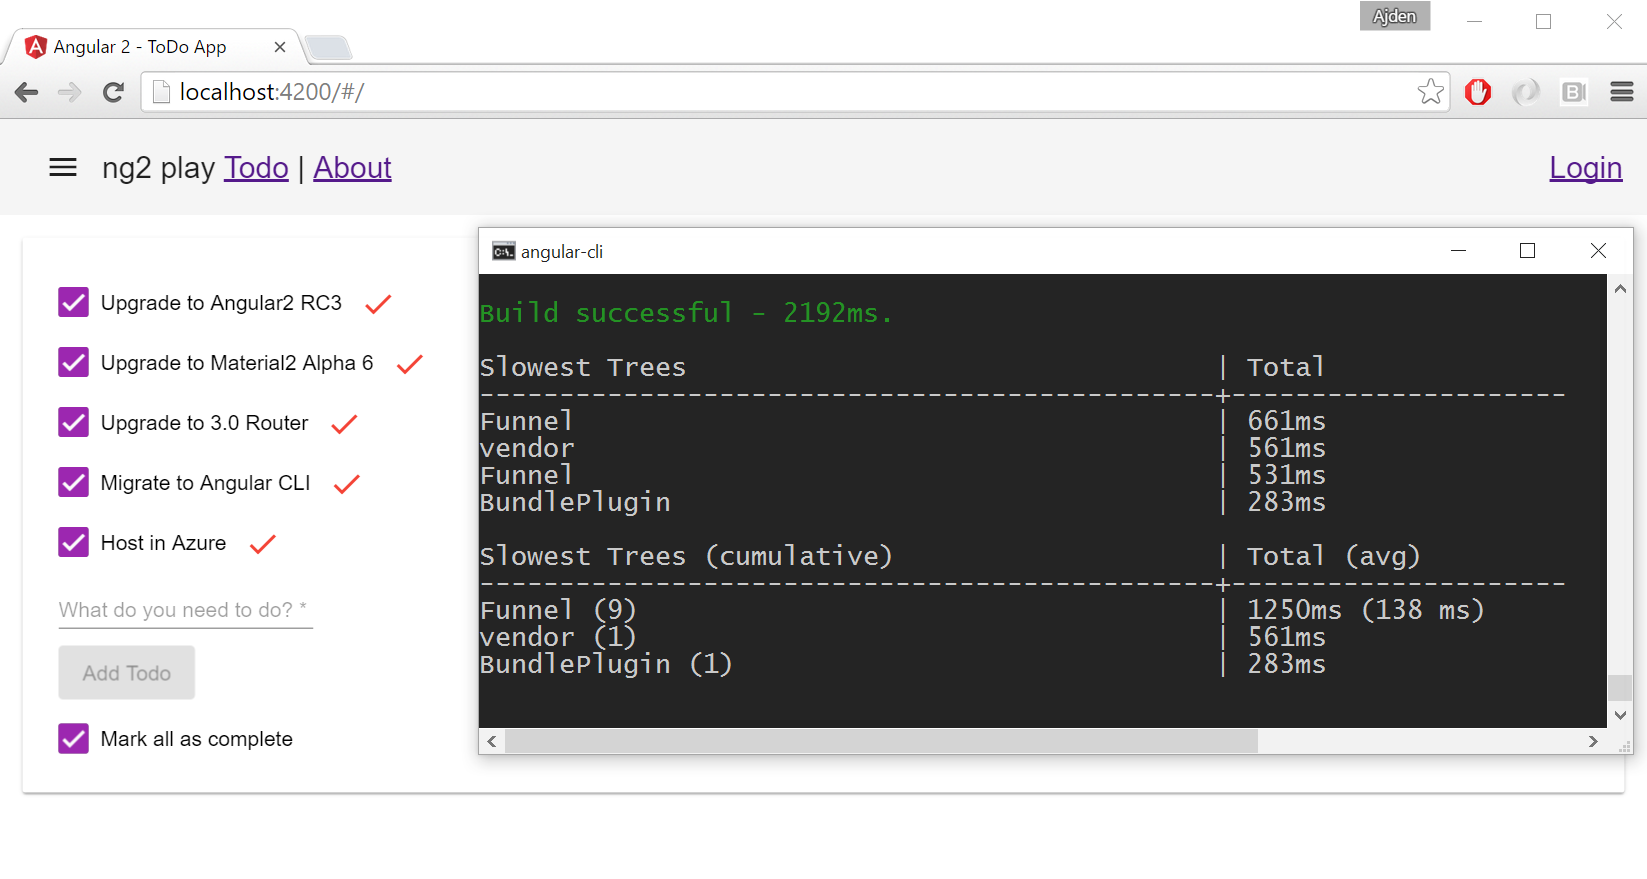 Ajden
Angular 2 - ToDo App
localhost:4200/#/
ng2 play Todo | About
Login
angular-cli
Upgrade to Angular2 RC3
Upgrade to Material2 Alpha 6
Upgrade to 3.0 Router
Migrate to Angular CLI
Host in Azure
What do you need to do? *
Add Todo
Mark all as complete
Build successful - 2192ms.
Slowest Trees | Total
----------------------------------------------+---------------------
Funnel | 661ms
vendor | 561ms
Funnel | 531ms
BundlePlugin | 283ms
Slowest Trees (cumulative) | Total (avg)
----------------------------------------------+---------------------
Funnel (9) | 1250ms (138 ms)
vendor (1) | 561ms
BundlePlugin (1) | 283ms